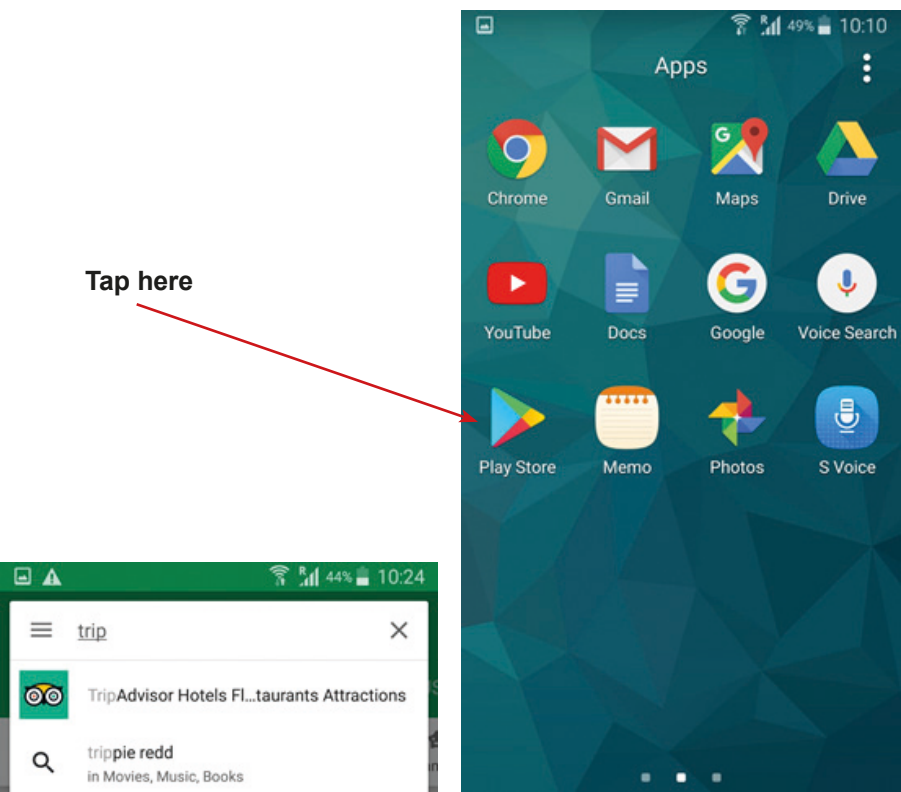 49% 10:10
Apps
Chrome Gmail Maps Drive
Tap here
YouTube Docs Google Voice Search
Play Store Memo Photos S Voice
44% 10:24
trip
TripAdvisor Hotels Fl...taurants Attractions
trippie redd
in Movies, Music, Books